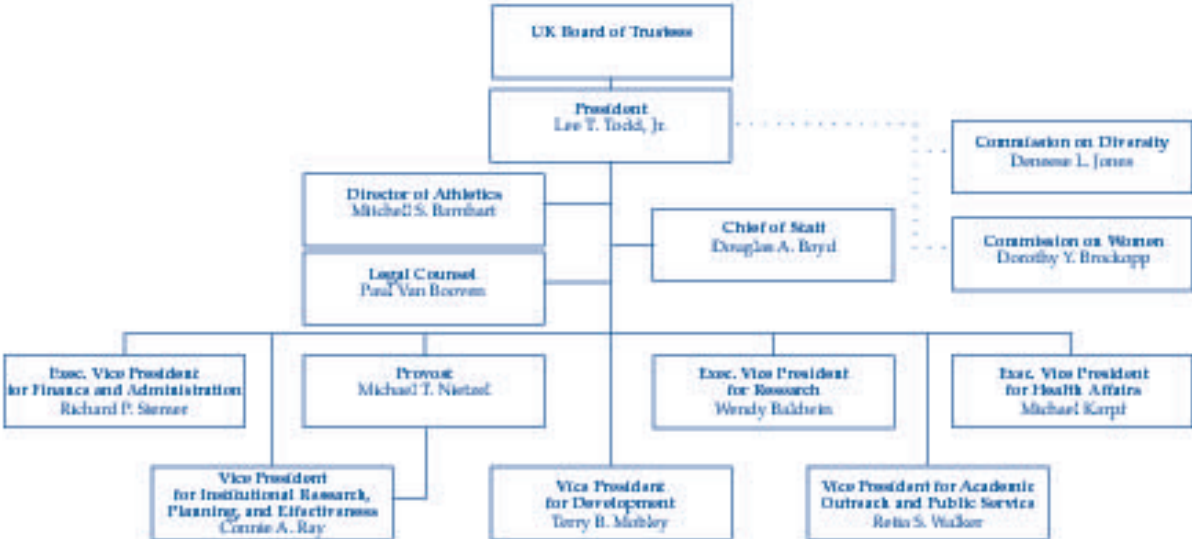 UK Board of Trustees
President
Lee T. Todd, Jr.
Commission on Diversity
Deneese L. Jones
Director of Athletics
Mitchell S. Barnhart
Chief of Staff
Douglas A. Boyd
Commission on Women
Dorothy Y. Brockopp
Legal Counsel
Paul Van Booven
Exec. Vice President
for Finance and Administration
Richard P. Siemer
Provost
Michael T. Nietzel
Exec. Vice President
for Research
Wendy Baldwin
Exec. Vice President
for Health Affairs
Michael Karpf
Vice President
for Institutional Research,
Planning, and Effectiveness
Connie A. Ray
Vice President
for Development
Terry B. Mobley
Vice President for Academic
Outreach and Public Service
Retia S. Walker